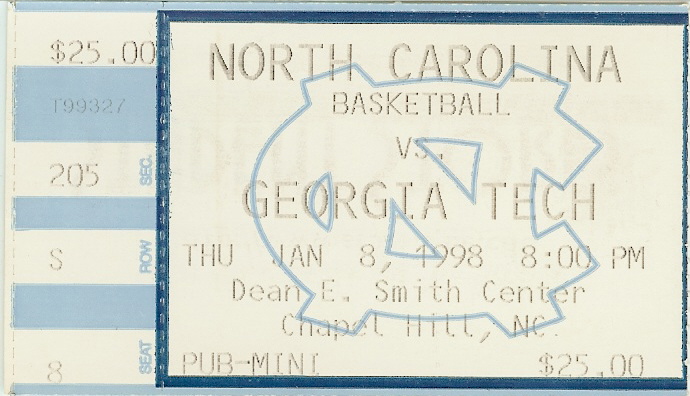 $25.00
T99327
205 SEC.
S ROW
8 SEAT
NORTH CAROLINA
BASKETBALL
VS.
GEORGIA TECH
THU JAN 8, 1998 8:00 PM
Dean E. Smith Center
Chapel Hill, NC.
PUB-MINI $25.00